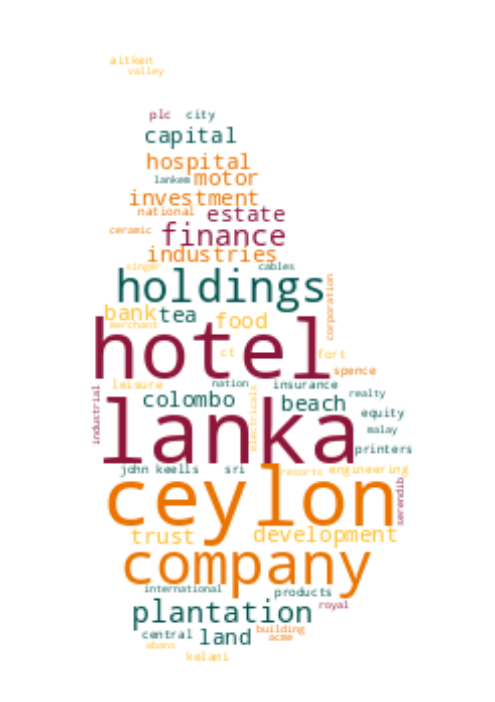 aitken
valley
plc city
capital
hospital
lankem motor
investment
national estate
ceramic finance
industries
singer cables
holdings
corporation
bank tea food
merchant
hotel
ct fort
spence
leisure nation insurance
realty
industrial
colombo
electricals
beach equity
malay
lanka
printers
john keells sri resorts engineering
serendib
ceylon
trust development
company
international products
plantation royal
central land building
acme
abans
kelani